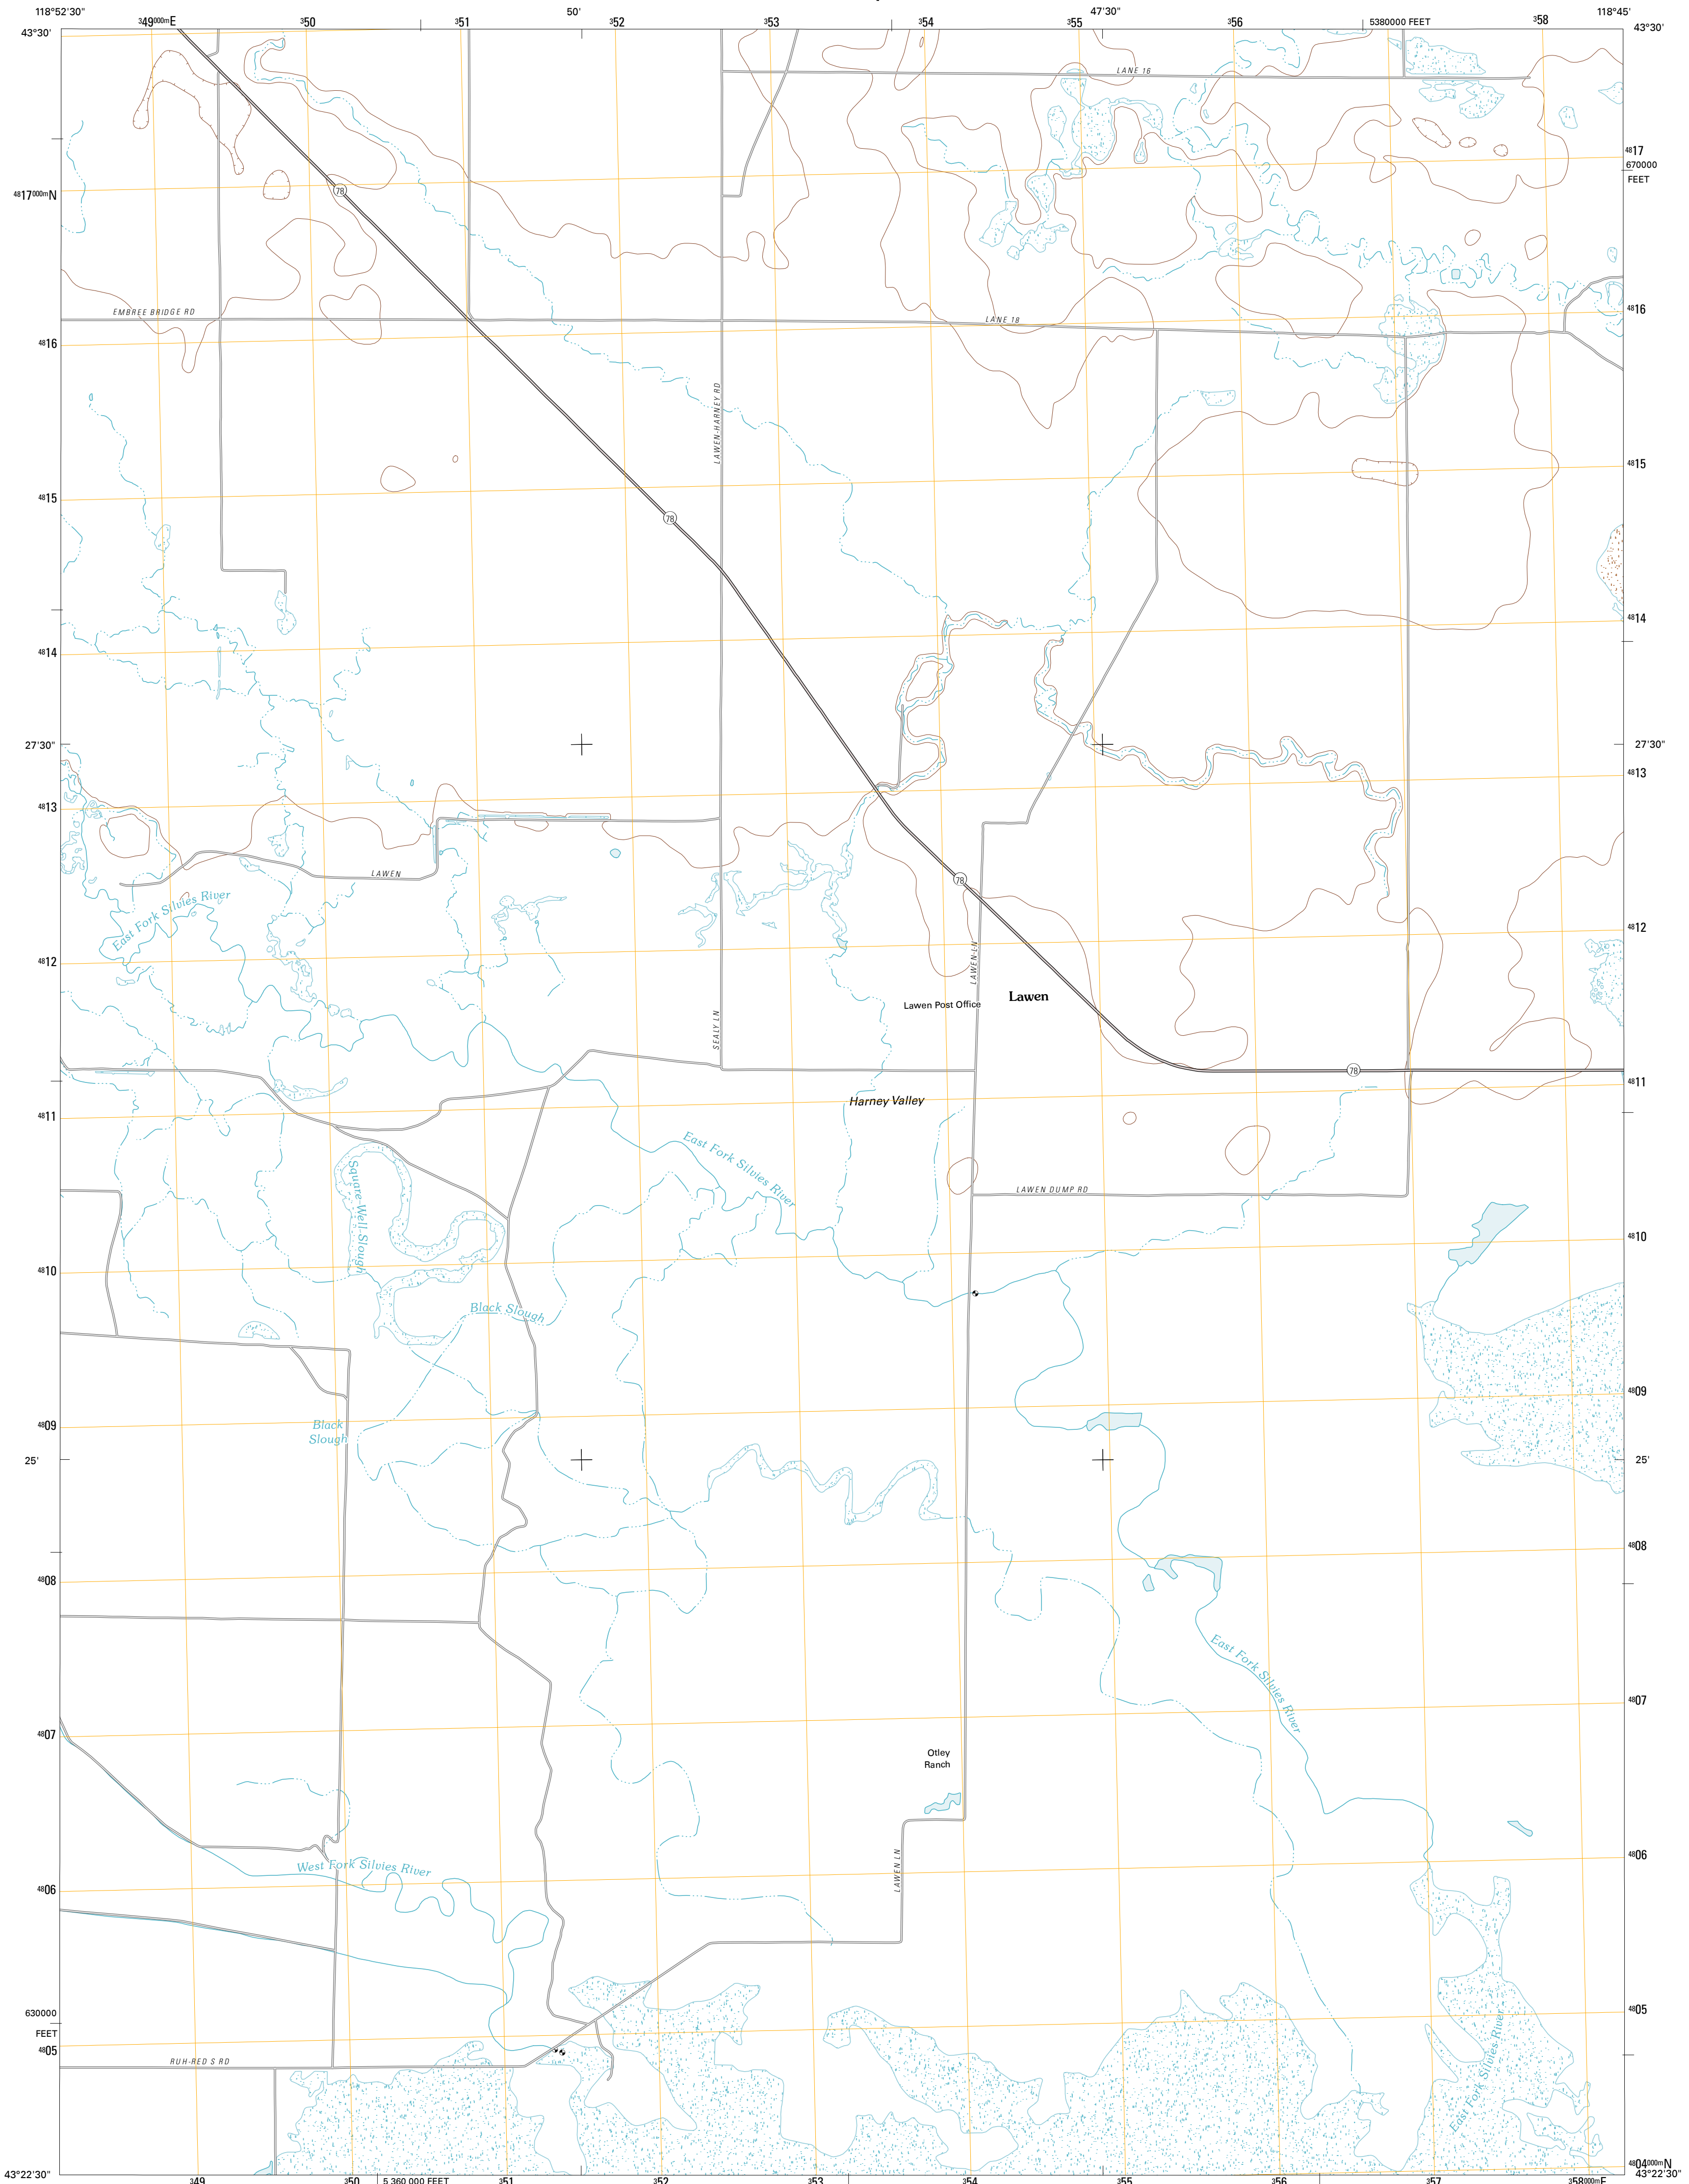 118°52'30"
³49⁰⁰⁰ᵐE
³50
³51
50'
³52
³53
³54
³55
47'30"
³56
5380000 FEET
³58
118°45'
43°30'
43°30'
LANE 16
⁴⁸17
670000
FEET
⁴⁸17⁰⁰⁰ᵐN
78
EMBREE BRIDGE RD
LANE 18
⁴⁸16
⁴⁸16
LAWEN-HARNEY RD
⁴⁸15
⁴⁸15
78
⁴⁸14
⁴⁸14
27'30"
27'30"
⁴⁸13
⁴⁸13
LAWEN
78
East Fork Silvies River
⁴⁸12
⁴⁸12
LAWEN-LN
Lawen
Lawen Post Office
SEALY LN
78
⁴⁸11
⁴⁸11
Harney Valley
East Fork Silvies River
Square Well Slough
LAWEN DUMP RD
⁴⁸10
⁴⁸10
Black Slough
⁴⁸09
⁴⁸09
Black
Slough
25'
25'
⁴⁸08
⁴⁸08
East Fork Silvies River
⁴⁸07
⁴⁸07
Otley
Ranch
LAWEN LN
West Fork Silvies River
⁴⁸06
⁴⁸06
630000
FEET
⁴⁸05
⁴⁸05
RUH-RED S RD
East Fork Silvies River
⁴⁸04⁰⁰⁰ᵐN
43°22'30"
43°22'30"
³49
³50
5 360 000 FEET
³51
³52
³53
³54
³55
³56
³57
³58⁰⁰⁰ᵐE